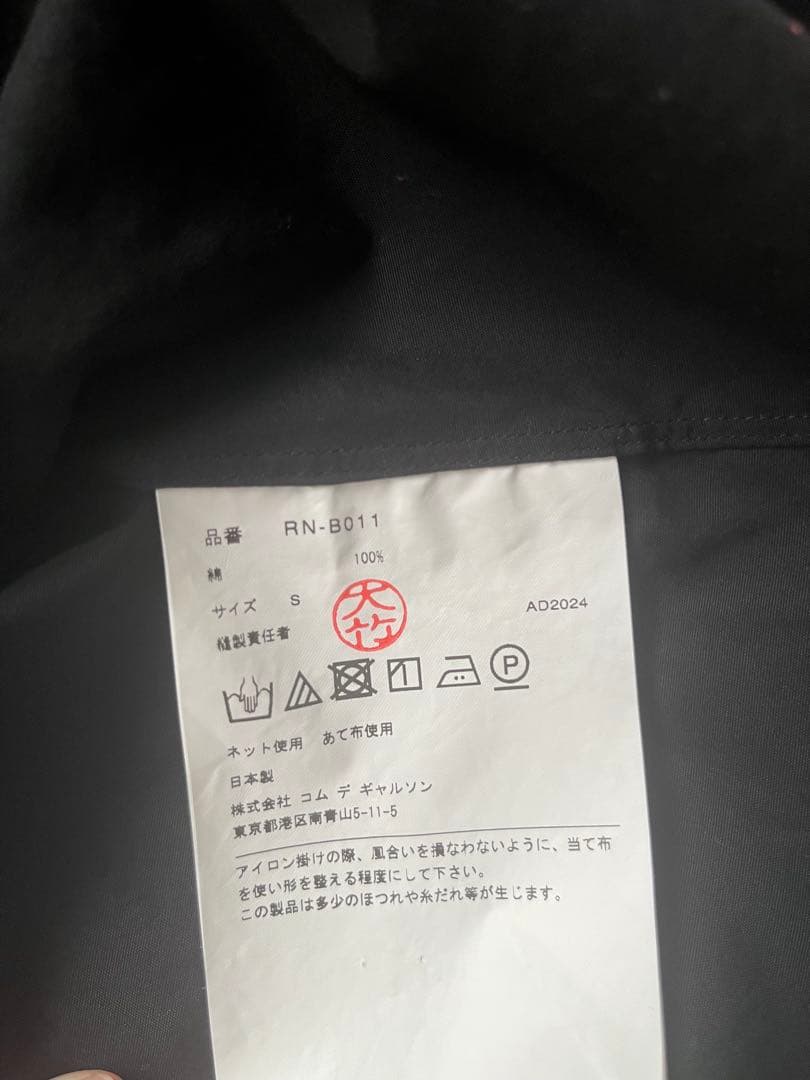 品番 RN-B011
綿 100%
サイズ S
大竹
AD2024
縫製責任者
P
ネット使用 あて布使用
日本製
株式会社 コム デ ギャルソン
東京都港区南青山5-11-5
アイロン掛けの際、風合いを損なわないように、当て布
を使い形を整える程度にして下さい。
この製品は多少のほつれや糸だれ等が生じます。